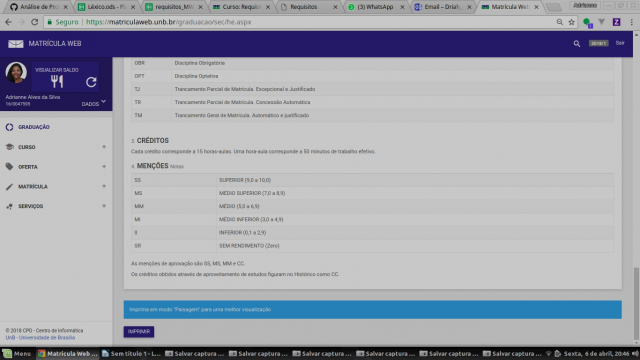 Análise de Pro
Léxico.ods - Fl
requisitos_MW
Curso: Requisi
Requisitos
(3) WhatsApp
Email – Driah
Matrícula Web
Adrianne
Seguro
https://matriculaweb.unb.br/graduacao/sec/he.aspx
MATRÍCULA WEB
Sair
VISUALIZAR SALDO
Adrianne Alves da Silva
16/0047595
DADOS
GRADUAÇÃO
CURSO
OFERTA
MATRÍCULA
SERVIÇOS
© 2018 CPD - Centro de Informática
UnB - Universidade de Brasília
OBR Disciplina Obrigatória
OPT Disciplina Optativa
TJ Trancamento Parcial de Matrícula. Excepcional e Justificado
TR Trancamento Parcial de Matrícula. Concessão Automática
TM Trancamento Geral de Matrícula. Automático e justificado
3. CRÉDITOS
Cada crédito corresponde a 15 horas-aulas. Uma hora-aula corresponde a 50 minutos de trabalho efetivo.
4. MENÇÕES Notas
SS SUPERIOR (9,0 a 10,0)
MS MÉDIO SUPERIOR (7,0 a 8,9)
MM MÉDIO (5,0 a 6,9)
MI MÉDIO INFERIOR (3,0 a 4,9)
II INFERIOR (0,1 a 2,9)
SR SEM RENDIMENTO (Zero)
As menções de aprovação são SS, MS, MM e CC.
Os créditos obtidos através de aproveitamento de estudos figuram no Histórico como CC.
Imprima em modo "Paisagem" para uma melhor visualização
IMPRIMIR
Menu
Matrícula Web ...
Sem título 1 - L...
Salvar captura ...
Salvar captura ...
Salvar captura ...
Salvar captura ...
Salvar captura ...
Sexta, 6 de abril, 20:46